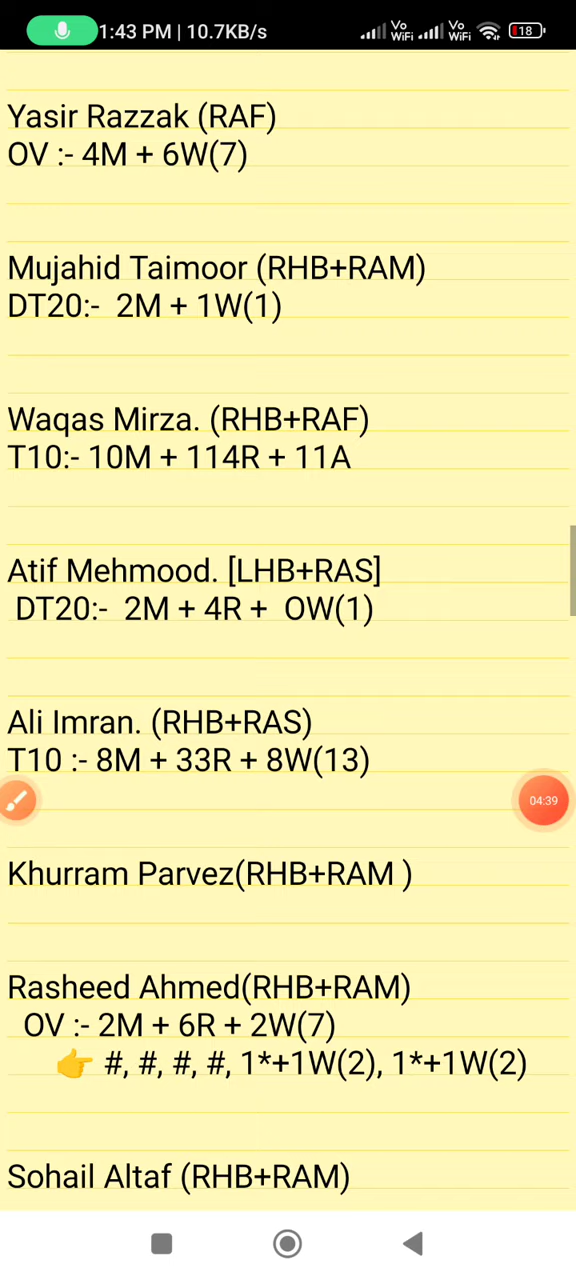 1:43 PM | 10.7KB/s Vo WiFi Vo WiFi 18
Yasir Razzak (RAF)
OV :- 4M + 6W(7)
Mujahid Taimoor (RHB+RAM)
DT20:-  2M + 1W(1)
Waqas Mirza. (RHB+RAF)
T10:- 10M + 114R + 11A
Atif Mehmood. [LHB+RAS]
DT20:-  2M + 4R +  OW(1)
Ali Imran. (RHB+RAS)
T10 :- 8M + 33R + 8W(13)
04:39
Khurram Parvez(RHB+RAM )
Rasheed Ahmed(RHB+RAM)
OV :- 2M + 6R + 2W(7)
👉 #, #, #, #, 1*+1W(2), 1*+1W(2)
Sohail Altaf (RHB+RAM)